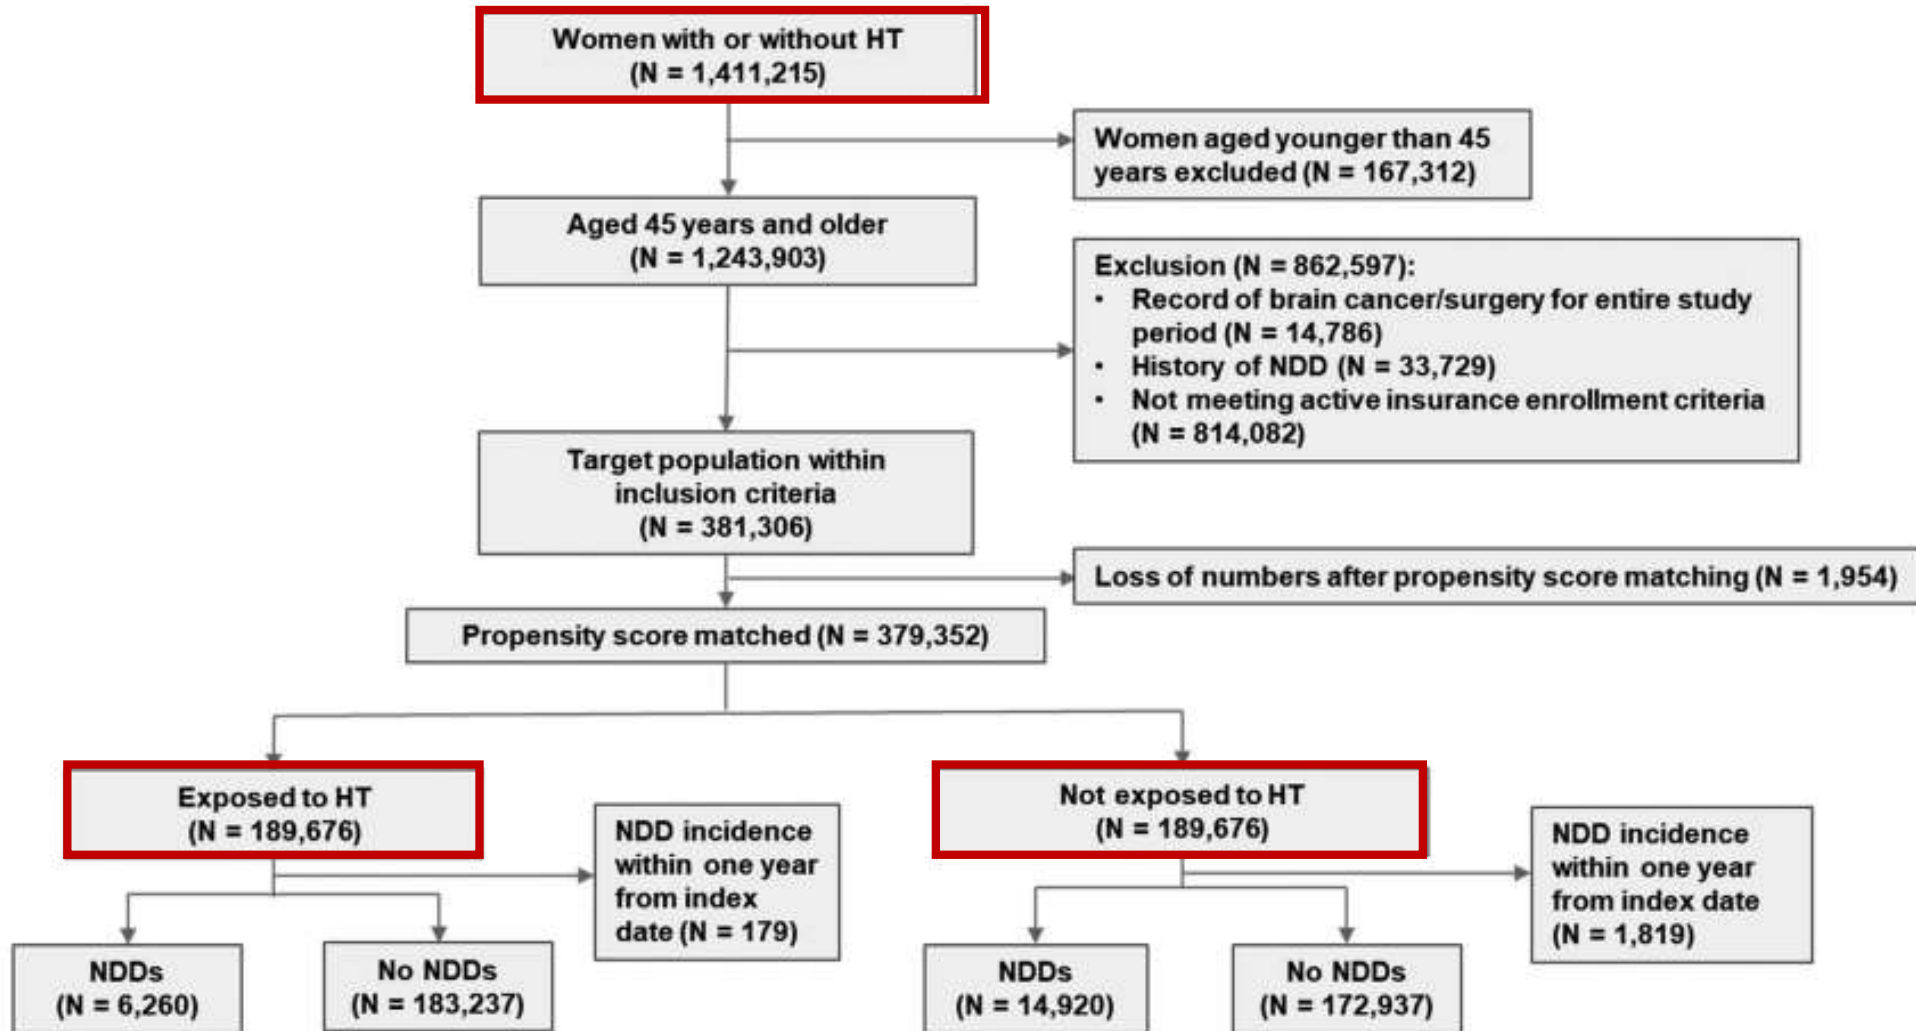 Women with or without HT
(N = 1,411,215)
Women aged younger than 45
years excluded (N = 167,312)
Aged 45 years and older
(N = 1,243,903)
Exclusion (N = 862,597):
• Record of brain cancer/surgery for entire study
period (N = 14,786)
• History of NDD (N = 33,729)
• Not meeting active insurance enrollment criteria
(N = 814,082)
Target population within
inclusion criteria
(N = 381,306)
Loss of numbers after propensity score matching (N = 1,954)
Propensity score matched (N = 379,352)
Exposed to HT
(N = 189,676)
NDD incidence
within one year
from index
date (N = 179)
NDDs
(N = 6,260)
No NDDs
(N = 183,237)
Not exposed to HT
(N = 189,676)
NDD incidence
within one year
from index date
(N = 1,819)
NDDs
(N = 14,920)
No NDDs
(N = 172,937)